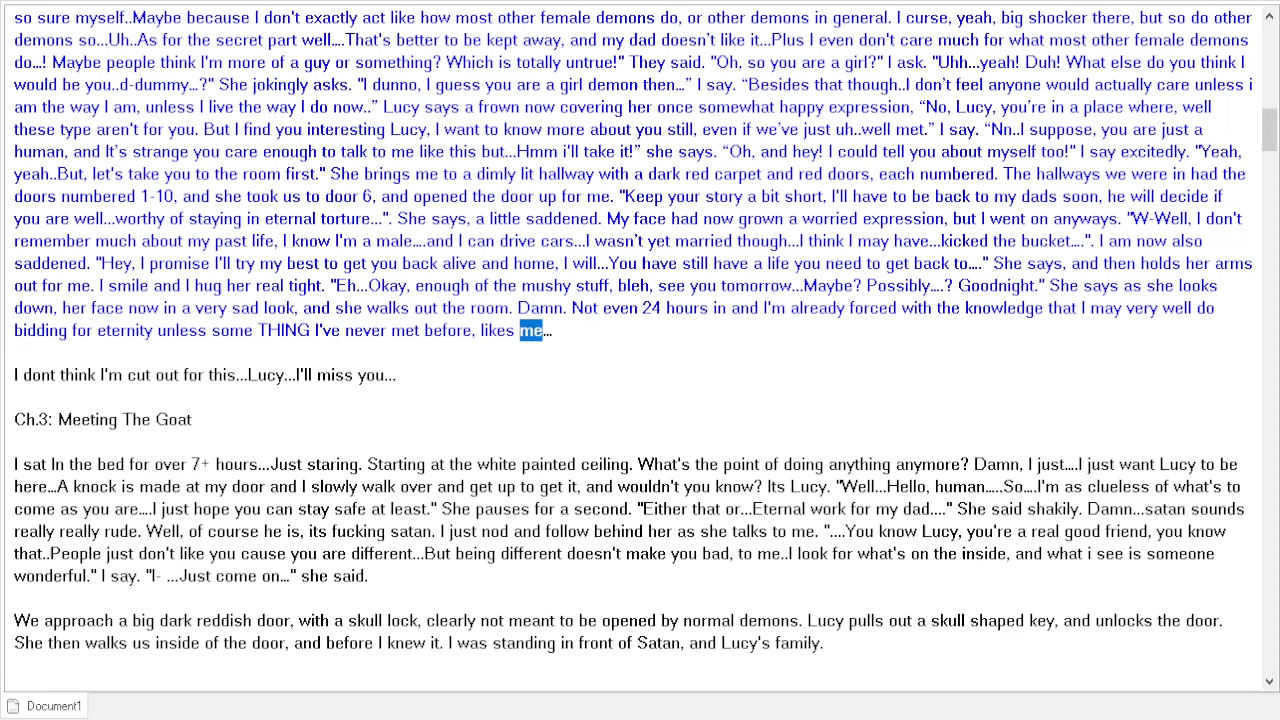 so sure myself..Maybe because I don't exactly act like how most other female demons do, or other demons in general. I curse, yeah, big shocker there, but so do other
demons so...Uh..As for the secret part well....That's better to be kept away, and my dad doesn’t like it...Plus I even don't care much for what most other female demons
do...! Maybe people think I'm more of a guy or something? Which is totally untrue!" They said. "Oh, so you are a girl?" I ask. "Uhh...yeah! Duh! What else do you think I
would be you..d-dummy...?" She jokingly asks. "I dunno, I guess you are a girl demon then…” I say. “Besides that though..I don’t feel anyone would actually care unless i
am the way I am, unless I live the way I do now..” Lucy says a frown now covering her once somewhat happy expression, “No, Lucy, you’re in a place where, well
these type aren’t for you. But I find you interesting Lucy, I want to know more about you still, even if we’ve just uh..well met.” I say. “Nn..I suppose, you are just a
human, and It’s strange you care enough to talk to me like this but...Hmm i'll take it!” she says. “Oh, and hey! I could tell you about myself too!" I say excitedly. "Yeah,
yeah..But, let's take you to the room first." She brings me to a dimly lit hallway with a dark red carpet and red doors, each numbered. The hallways we were in had the
doors numbered 1-10, and she took us to door 6, and opened the door up for me. "Keep your story a bit short, I'll have to be back to my dads soon, he will decide if
you are well...worthy of staying in eternal torture...". She says, a little saddened. My face had now grown a worried expression, but I went on anyways. "W-Well, I don't
remember much about my past life, I know I'm a male....and I can drive cars...I wasn’t yet married though...I think I may have...kicked the bucket....". I am now also
saddened. "Hey, I promise I'll try my best to get you back alive and home, I will...You have still have a life you need to get back to...." She says, and then holds her arms
out for me. I smile and I hug her real tight. "Eh...Okay, enough of the mushy stuff, bleh, see you tomorrow...Maybe? Possibly....? Goodnight." She says as she looks
down, her face now in a very sad look, and she walks out the room. Damn. Not even 24 hours in and I'm already forced with the knowledge that I may very well do
bidding for eternity unless some THING I've never met before, likes me...
I dont think I'm cut out for this...Lucy...I'll miss you...
Ch.3: Meeting The Goat
I sat In the bed for over 7+ hours...Just staring. Starting at the white painted ceiling. What's the point of doing anything anymore? Damn, I just....I just want Lucy to be
here...A knock is made at my door and I slowly walk over and get up to get it, and wouldn't you know? Its Lucy. "Well...Hello, human.....So....I'm as clueless of what's to
come as you are....I just hope you can stay safe at least." She pauses for a second. "Either that or...Eternal work for my dad...." She said shakily. Damn...satan sounds
really really rude. Well, of course he is, its fucking satan. I just nod and follow behind her as she talks to me. "....You know Lucy, you're a real good friend, you know
that..People just don't like you cause you are different...But being different doesn't make you bad, to me..I look for what's on the inside, and what i see is someone
wonderful." I say. "I- ...Just come on..." she said.
We approach a big dark reddish door, with a skull lock, clearly not meant to be opened by normal demons. Lucy pulls out a skull shaped key, and unlocks the door.
She then walks us inside of the door, and before I knew it. I was standing in front of Satan, and Lucy's family.
Document1